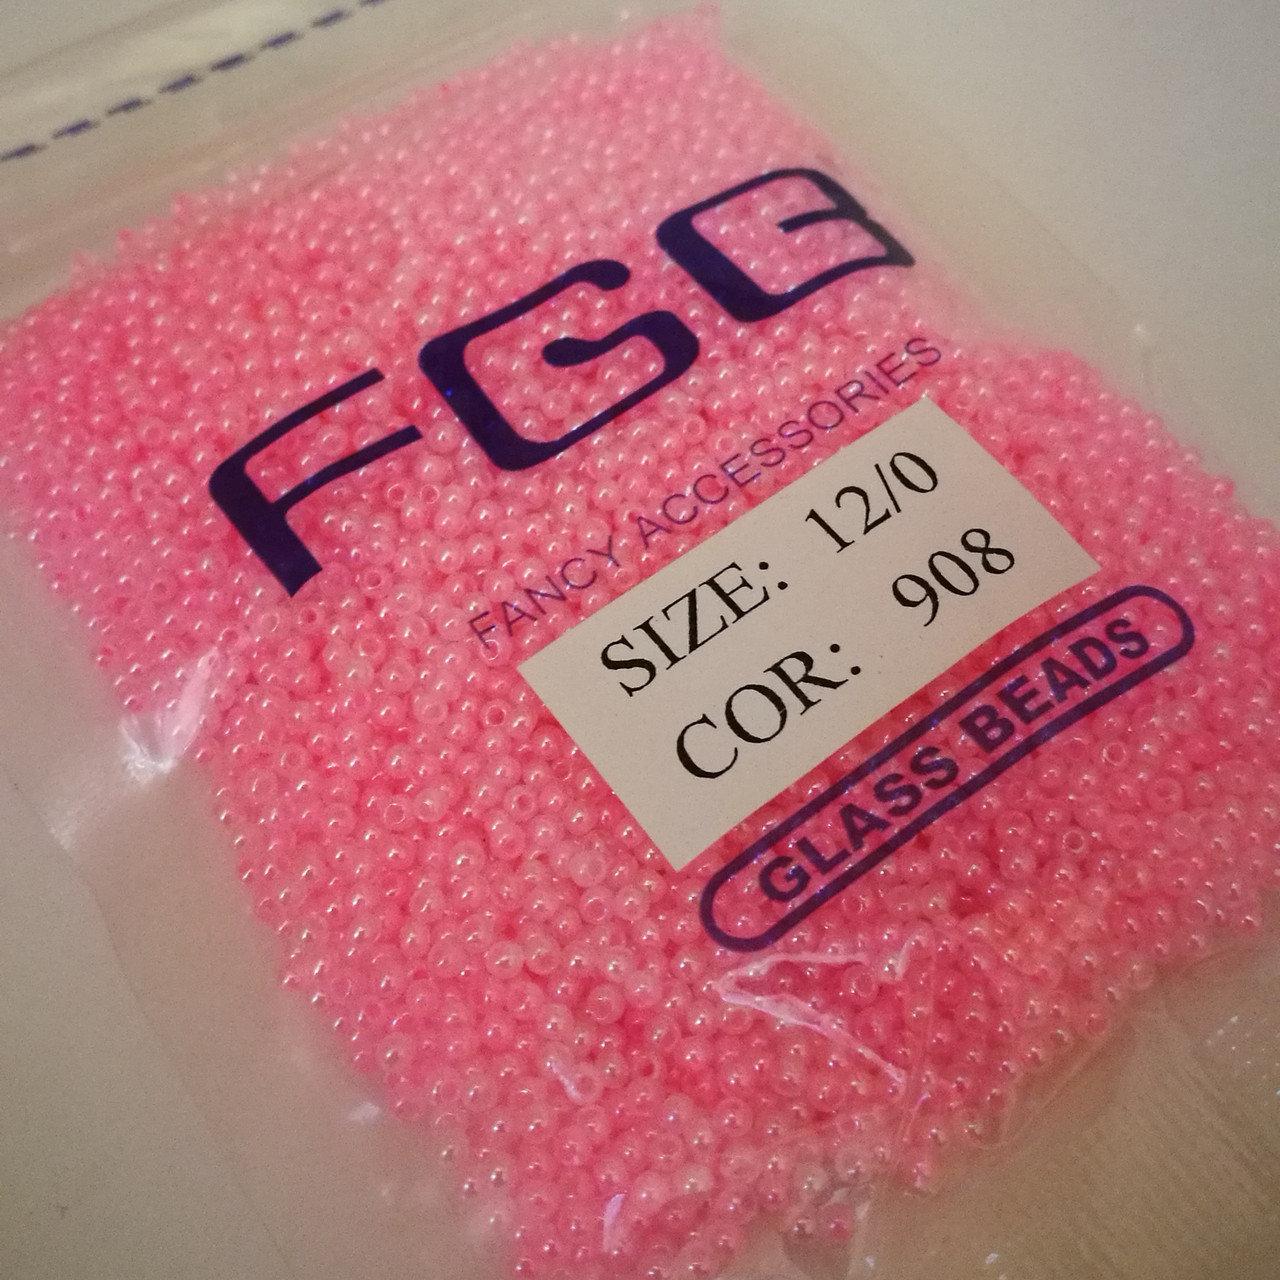 FGB
FANCY ACCESSORIES
SIZE: 12/0
COR: 908
GLASS BEADS